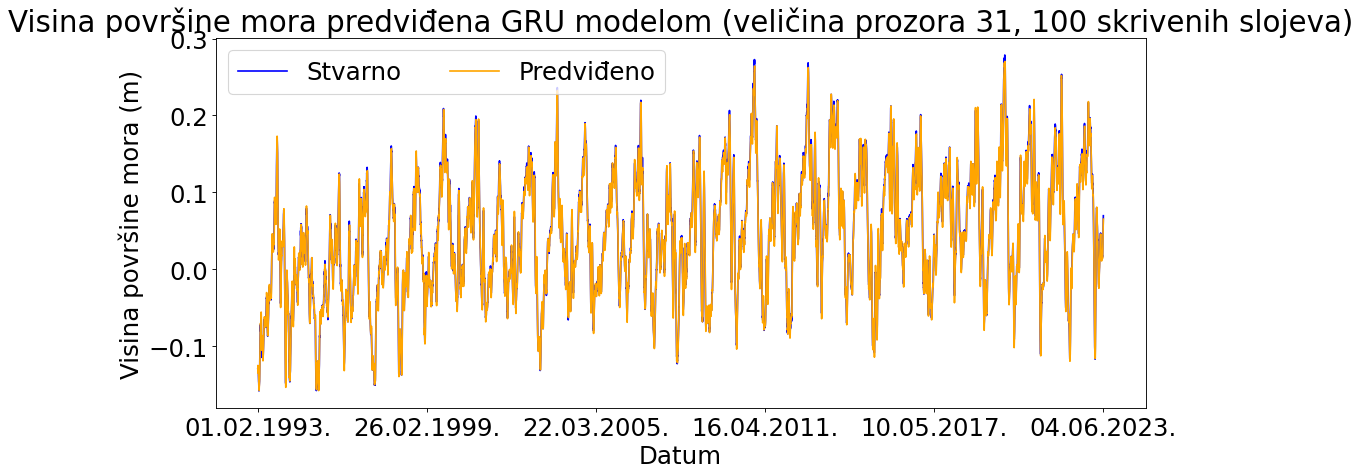 Visina površine mora predviđena GRU modelom (veličina prozora 31, 100 skrivenih slojeva)
Stvarno Predviđeno
Visina površine mora (m)
0.3
0.2
0.1
0.0
−0.1
01.02.1993. 26.02.1999. 22.03.2005. 16.04.2011. 10.05.2017. 04.06.2023.
Datum